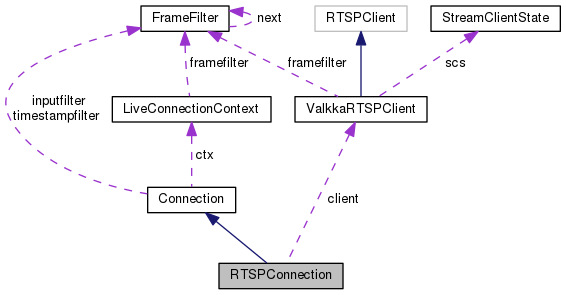 FrameFilter
next
RTSPClient
StreamClientState
framefilter
framefilter
scs
inputfilter
timestampfilter
LiveConnectionContext
ValkkaRTSPClient
ctx
Connection
client
RTSPConnection